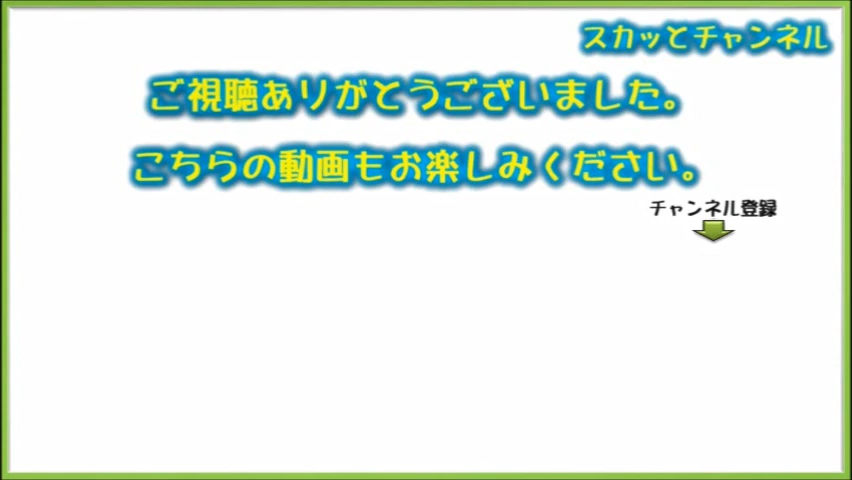 スカッとチャンネル
ご視聴ありがとうございました。
こちらの動画もお楽しみください。
チャンネル登録